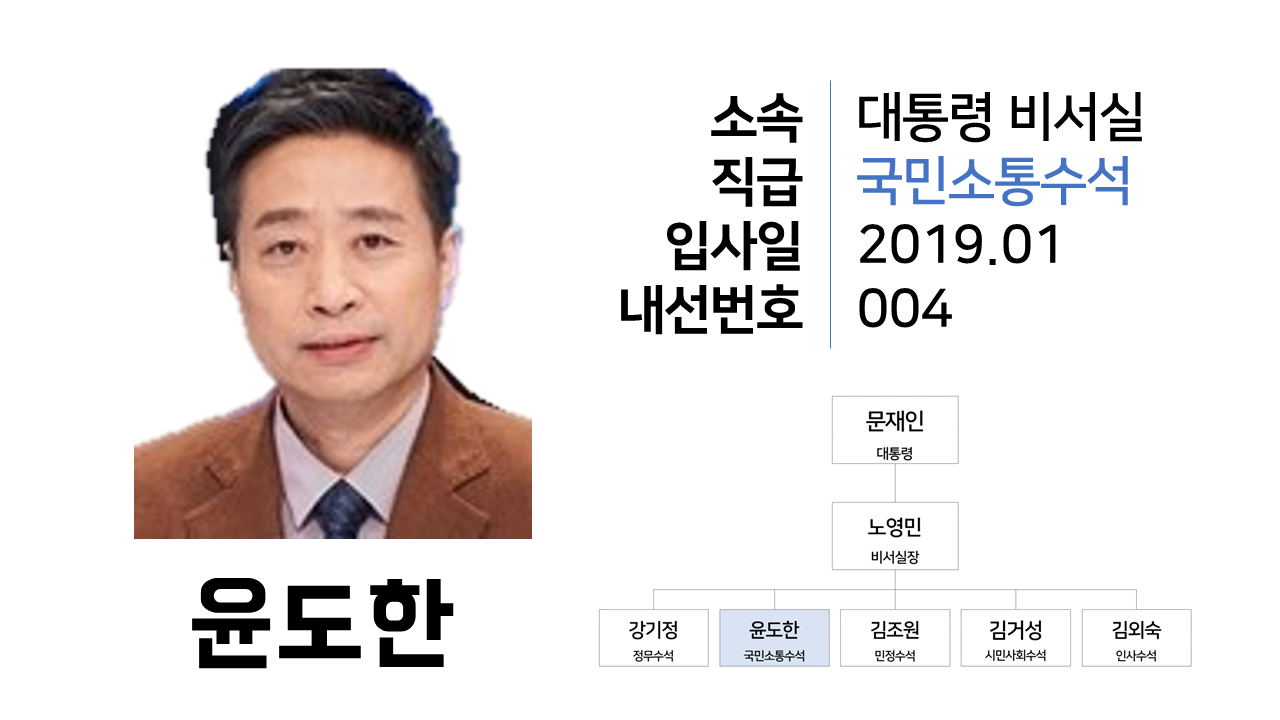 소속 대통령 비서실
직급 국민소통수석
입사일 2019.01
내선번호 004
윤도한
문재인
대통령
노영민
비서실장
강기정
정무수석
윤도한
국민소통수석
김조원
민정수석
김거성
시민사회수석
김외숙
인사수석